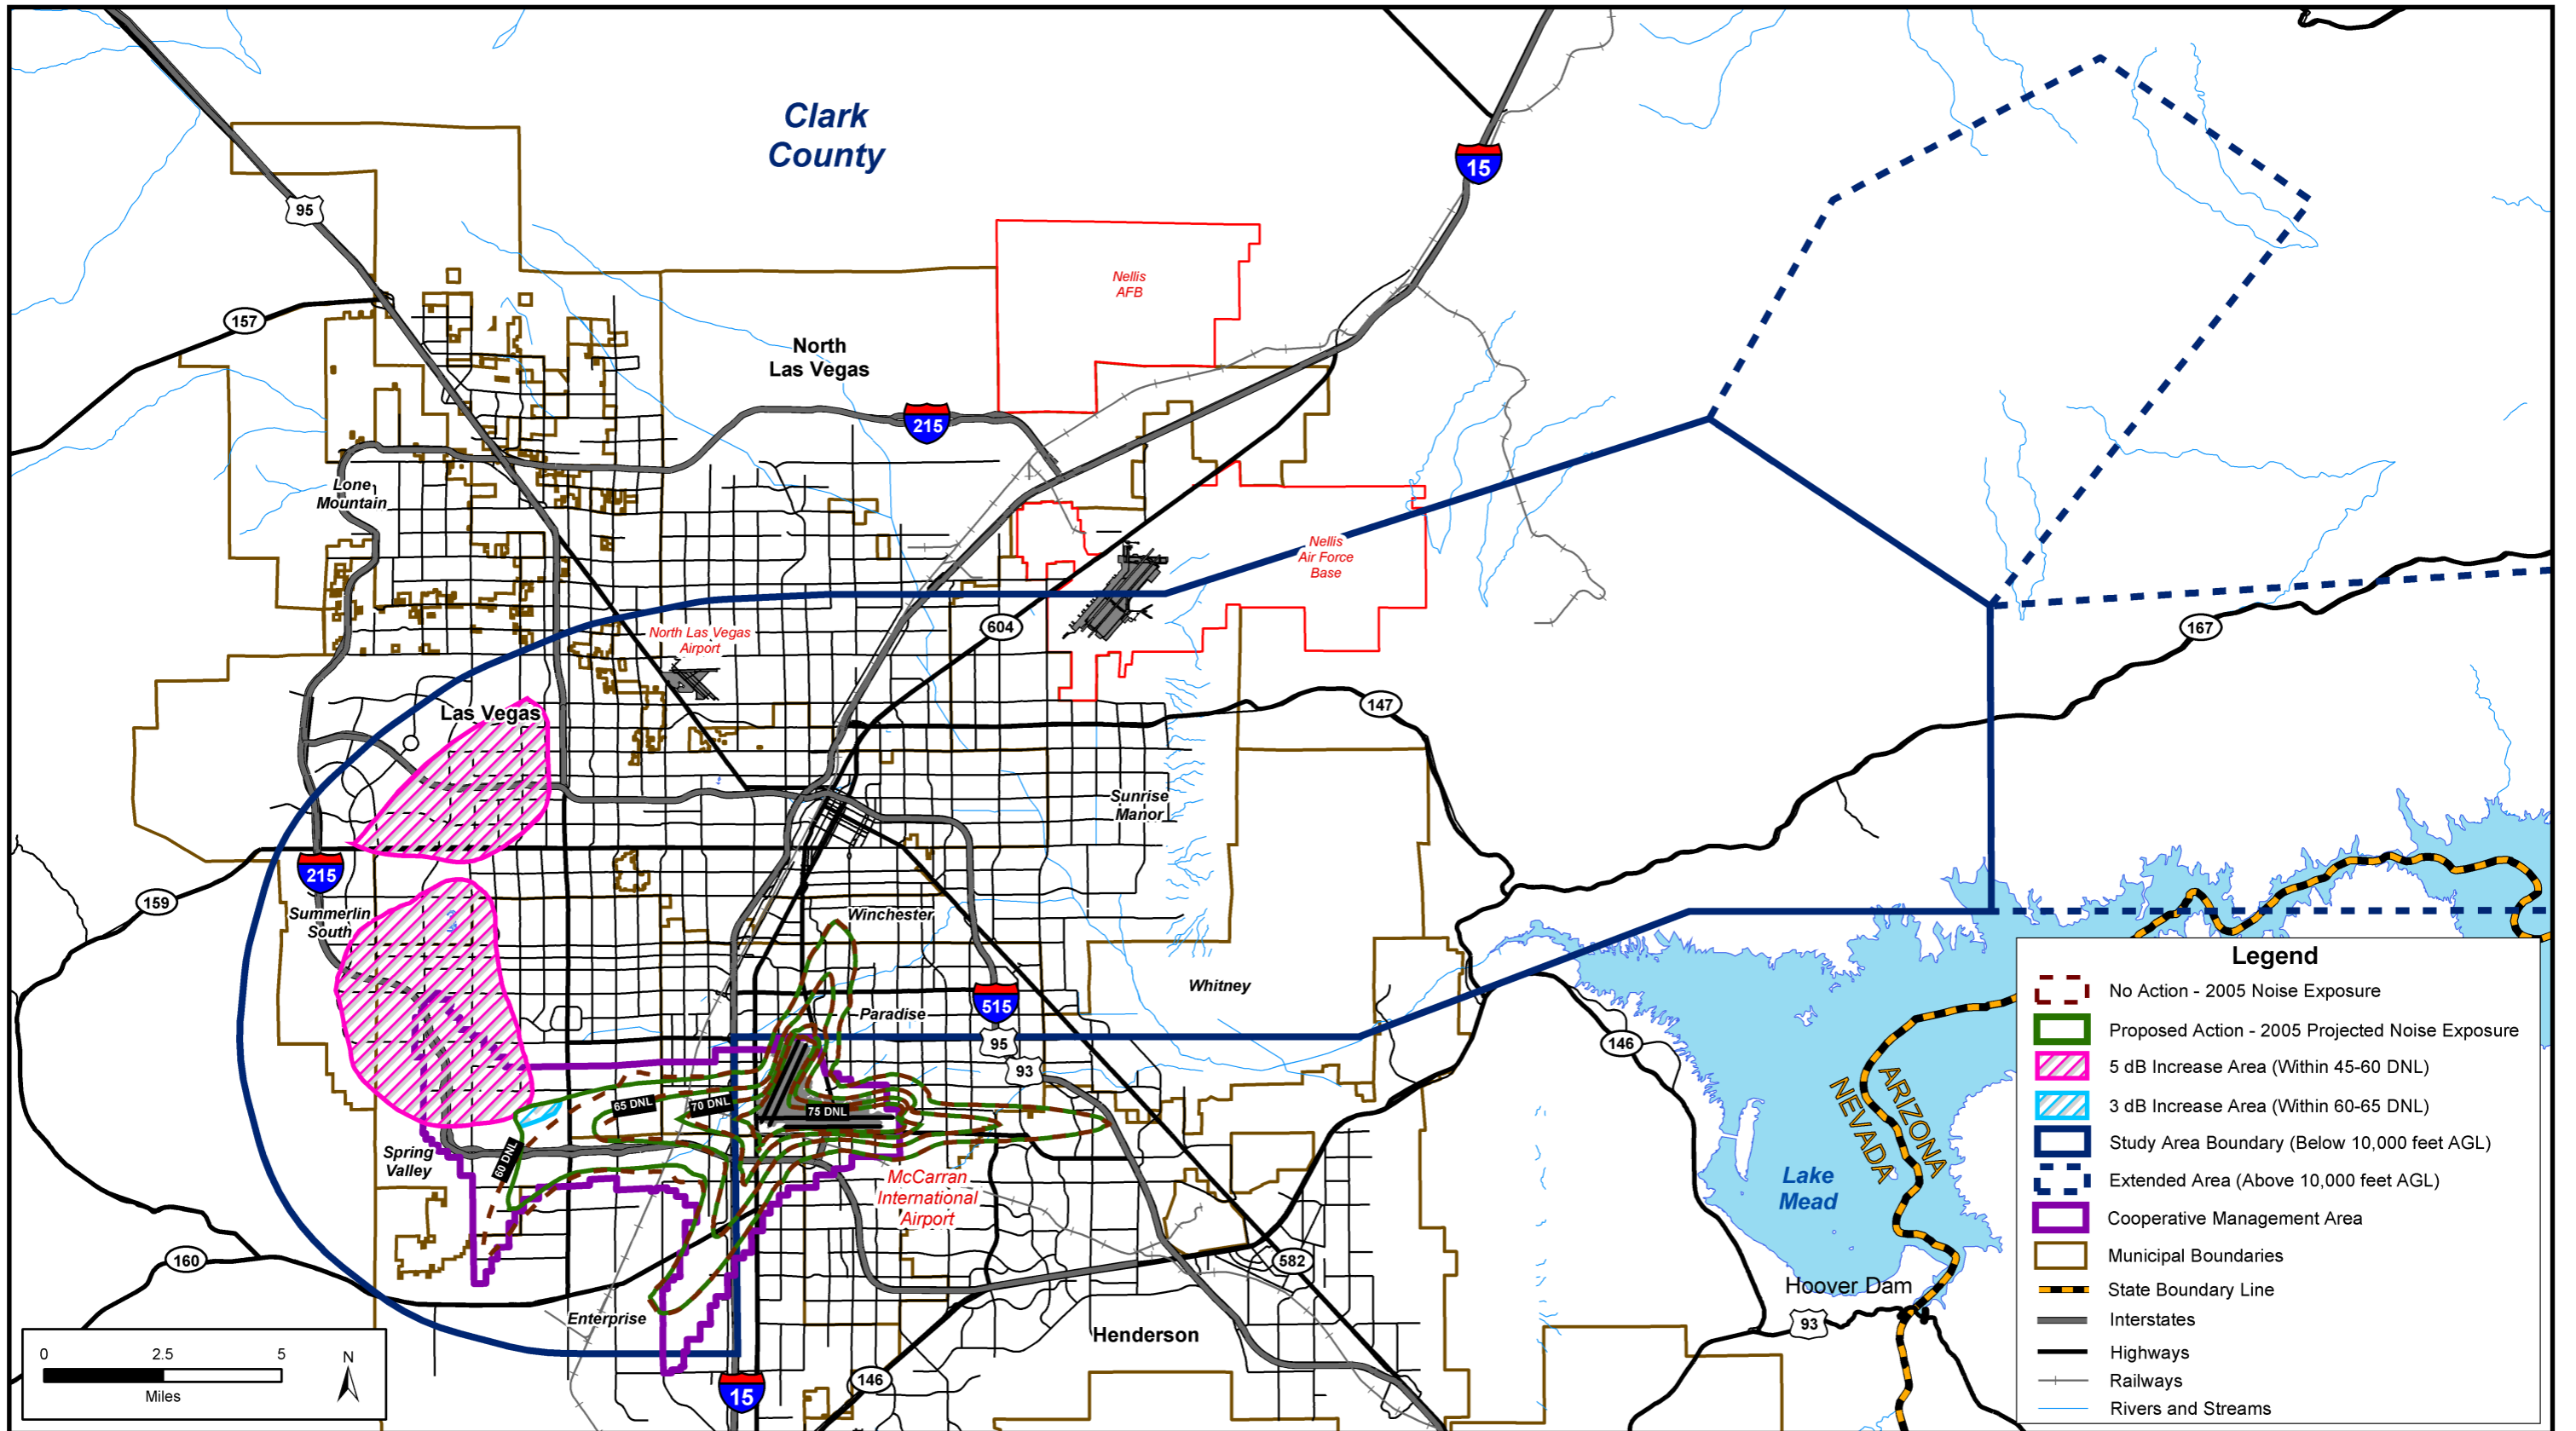 Clark
County
15
95
Nellis
AFB
157
North
Las Vegas
215
Lone
Mountain
Nellis
Air Force
Base
604
North Las Vegas
Airport
167
147
Las Vegas
Sunrise
Manor
215
159
Summerlin
South
Winchester
Whitney
515
Paradise
95
93
146
65 DNL
70 DNL
75 DNL
60 DNL
Spring
Valley
McCarran
International
Airport
ARIZONA
NEVADA
Lake
Mead
160
582
Hoover Dam
93
Enterprise
Henderson
15
146
0
2.5
5
Miles
N
Legend
No Action - 2005 Noise Exposure
Proposed Action - 2005 Projected Noise Exposure
5 dB Increase Area (Within 45-60 DNL)
3 dB Increase Area (Within 60-65 DNL)
Study Area Boundary (Below 10,000 feet AGL)
Extended Area (Above 10,000 feet AGL)
Cooperative Management Area
Municipal Boundaries
State Boundary Line
Interstates
Highways
Railways
Rivers and Streams